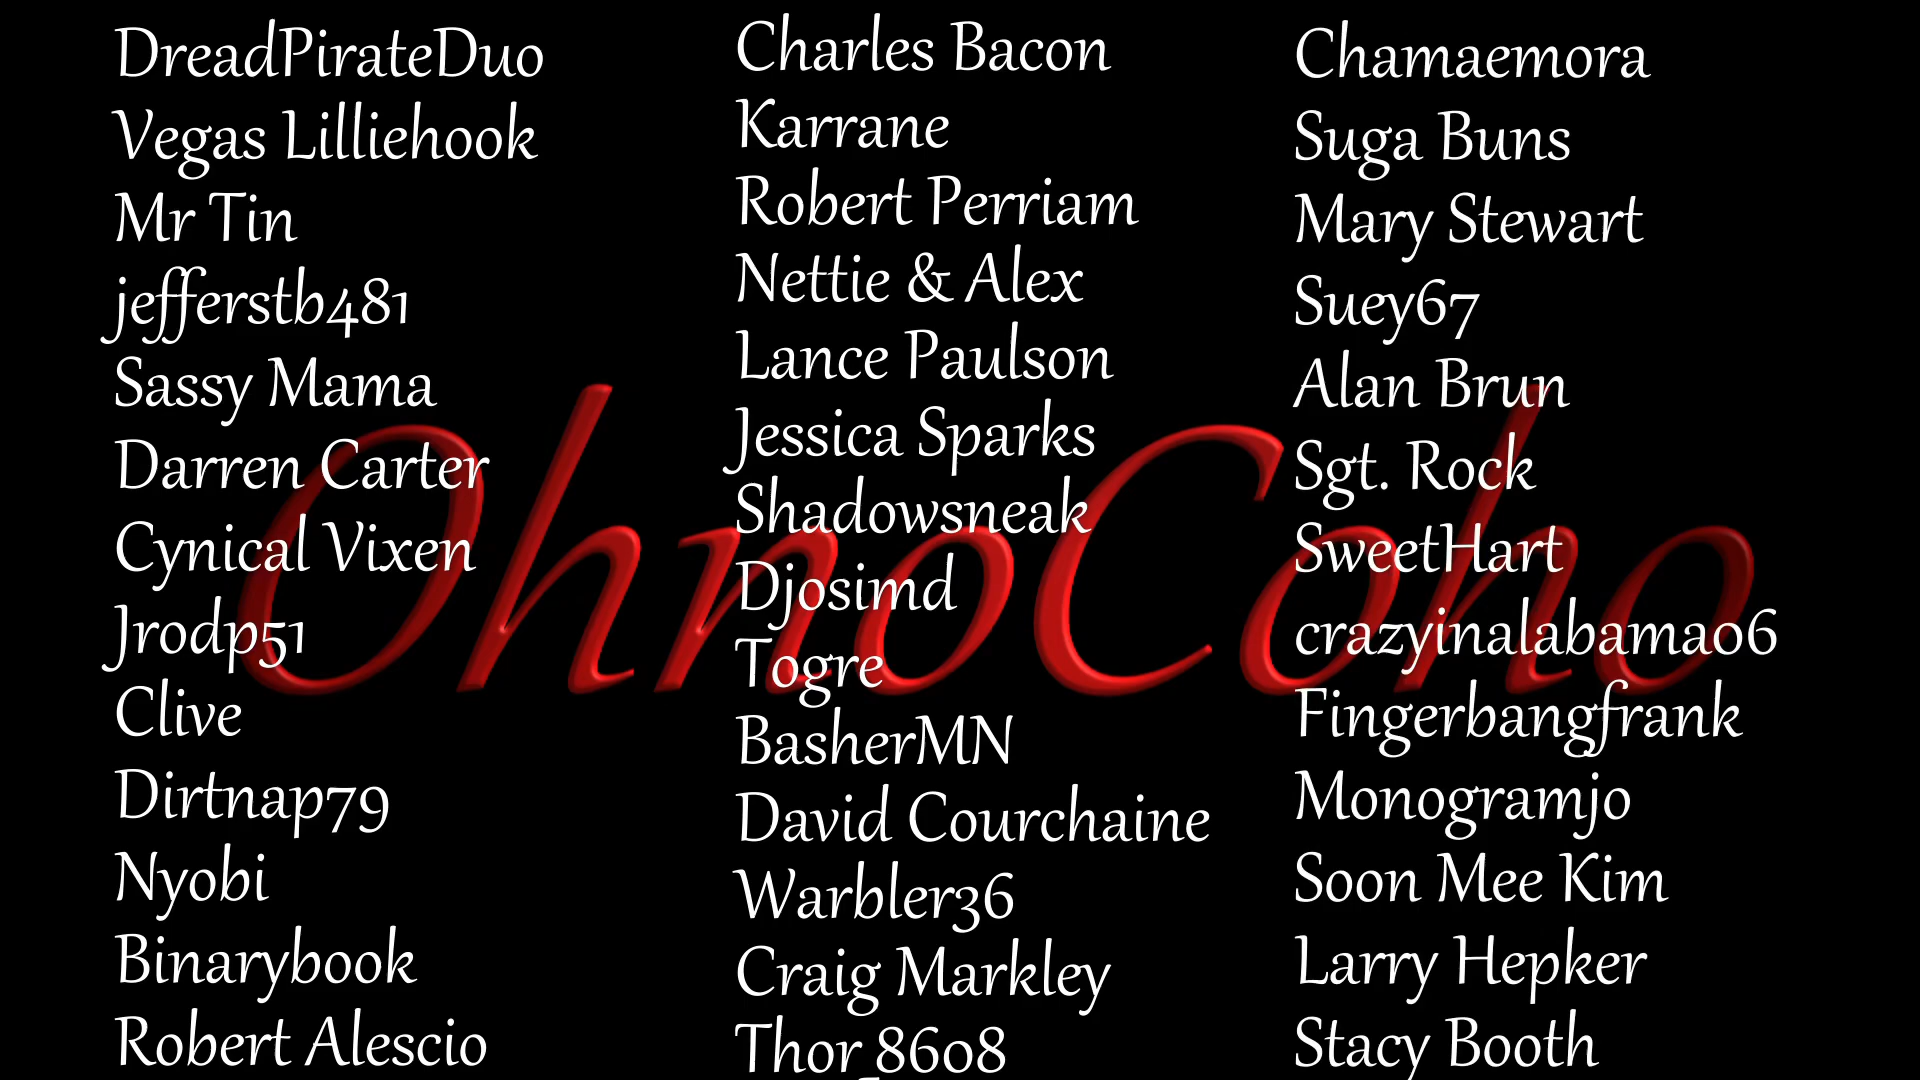 DreadPirateDuo
Vegas Lilliehook
Mr Tin
jefferstb481
Sassy Mama
Darren Carter
Cynical Vixen
Jrodp51
Clive
Dirtnap79
Nyobi
Binarybook
Robert Alescio
Charles Bacon
Karrane
Robert Perriam
Nettie & Alex
Lance Paulson
Jessica Sparks
Shadowsneak
Djosimd
Togre
BasherMN
David Courchaine
Warbler36
Craig Markley
Thor 8608
Chamaemora
Suga Buns
Mary Stewart
Suey67
Alan Brun
Sgt. Rock
SweetHart
crazyinalabama06
Fingerbangfrank
Monogramjo
Soon Mee Kim
Larry Hepker
Stacy Booth
OhnoCoho